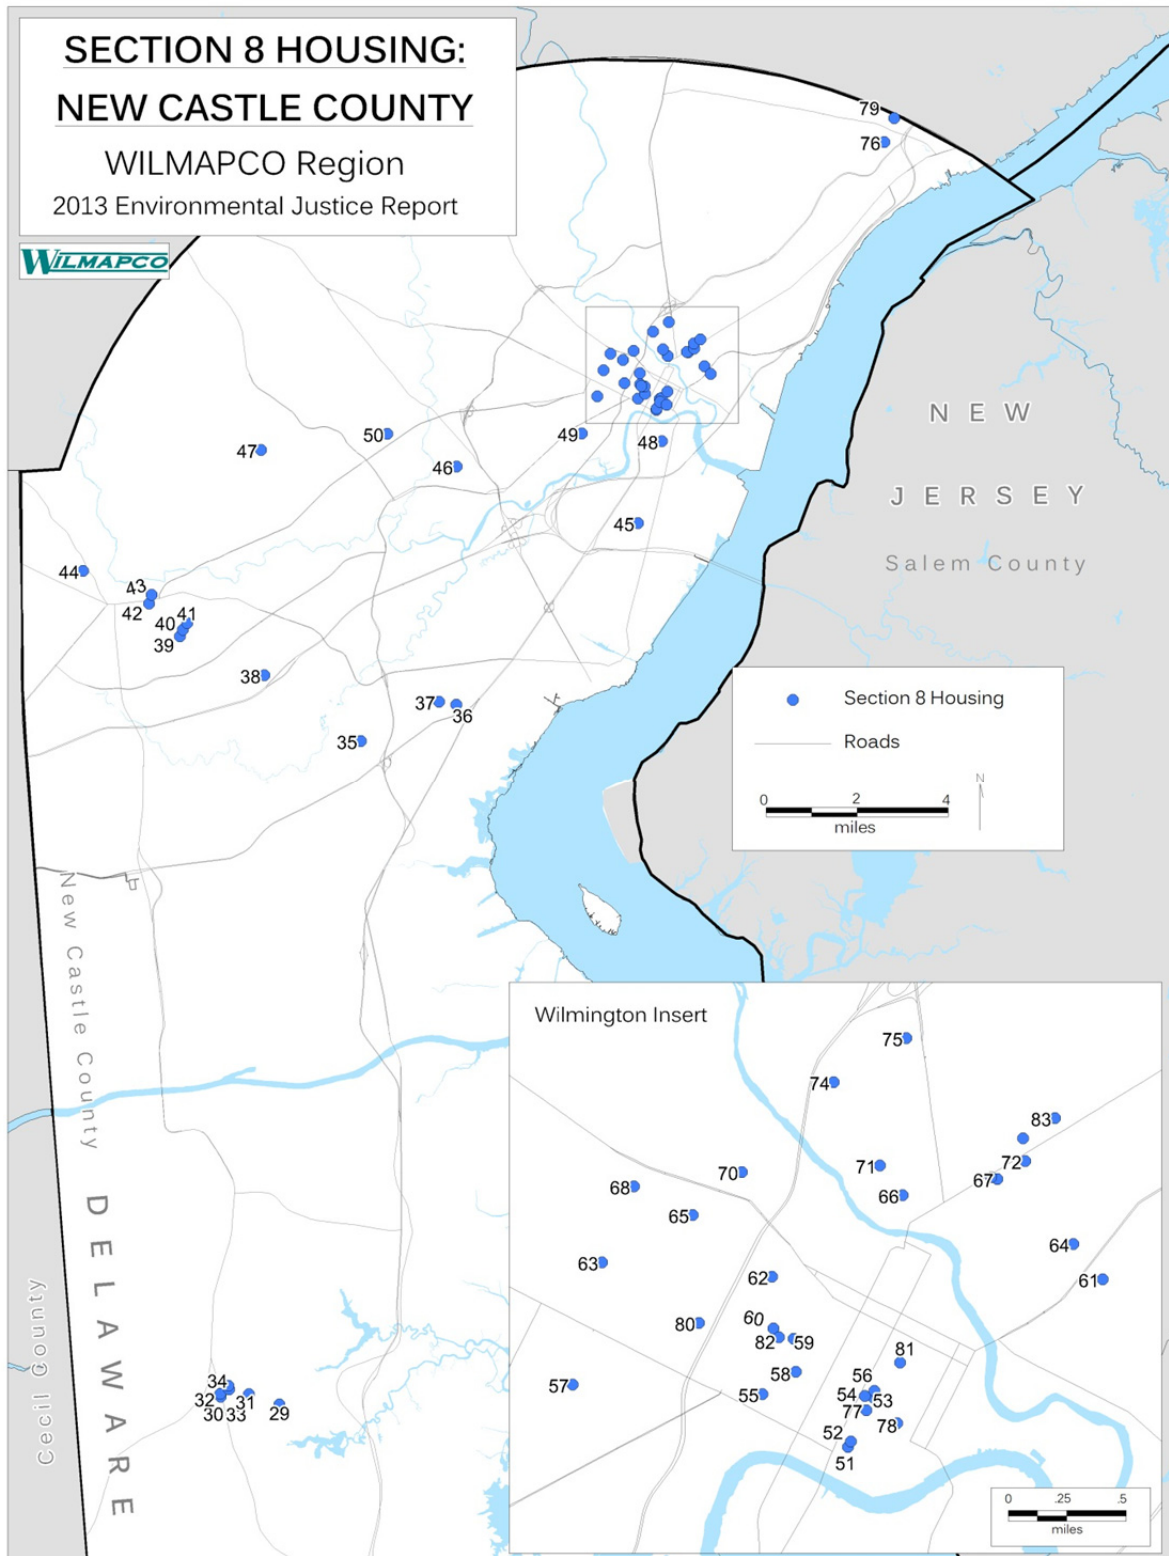 SECTION 8 HOUSING:
NEW CASTLE COUNTY
WILMAPCO Region
2013 Environmental Justice Report
WILMAPCO
79
76
50
49
48
47
46
45
NEW
JERSEY
Salem County
44
43
42
41
40
39
38
37
36
35
Section 8 Housing
Roads
0 2 4
miles
N
New Castle County
DELAWARE
Cecil County
34
32
31
30
33
29
Wilmington Insert
75
74
83
72
71
70
67
68
66
65
64
63
62
61
60
80
82
59
81
58
56
57
55
54
53
77
78
52
51
0 .25 .5
miles